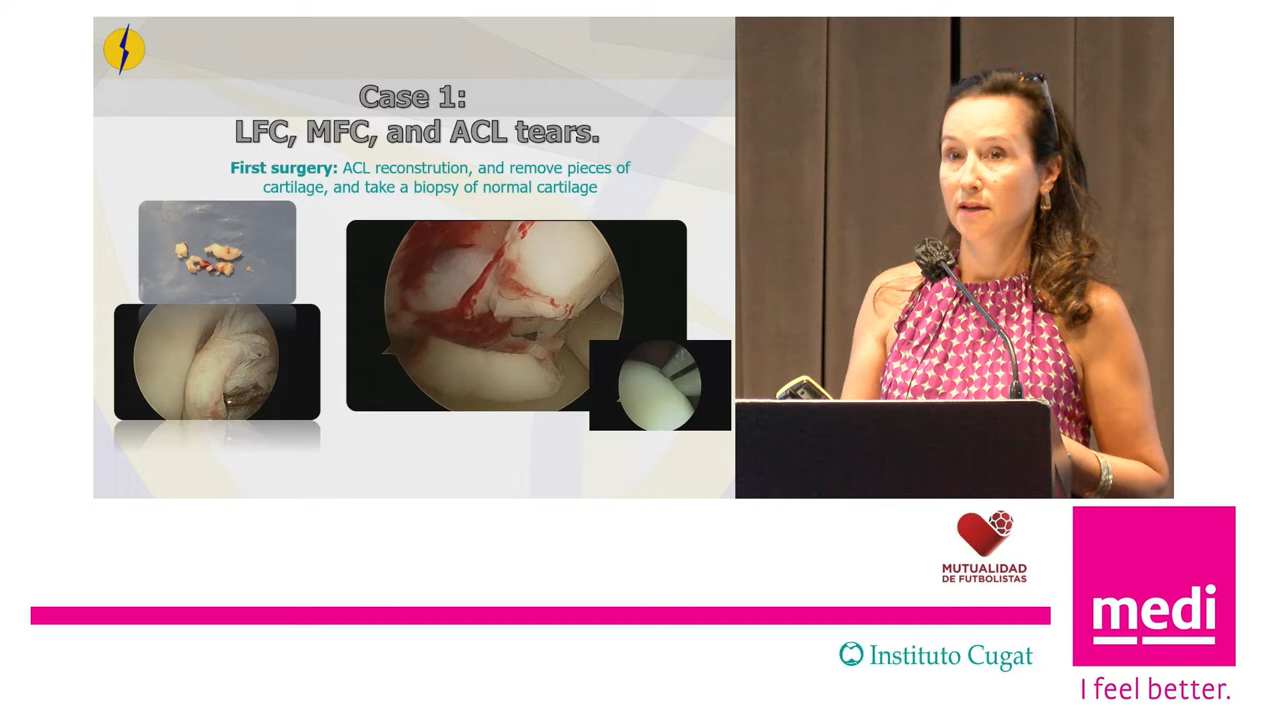 Case 1:
LFC, MFC, and ACL tears.
First surgery: ACL reconstrution, and remove pieces of
cartilage, and take a biopsy of normal cartilage
MUTUALIDAD
DE FUTBOLISTAS
medi
Instituto Cugat
I feel better.